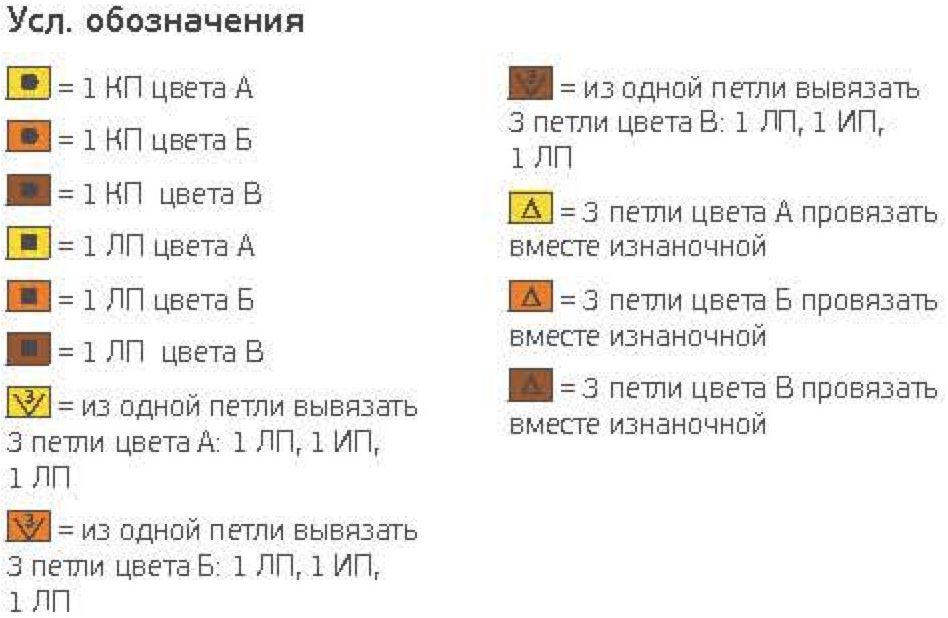 Усл. обозначения
= 1 КП цвета А
= 1 КП цвета Б
= 1 КП цвета В
= 1 ЛП цвета А
= 1 ЛП цвета Б
= 1 ЛП цвета В
3 = из одной петли вывязать
3 петли цвета А: 1 ЛП, 1 ИП,
1 ЛП
3 = из одной петли вывязать
3 петли цвета Б: 1 ЛП, 1 ИП,
1 ЛП
3 = из одной петли вывязать
3 петли цвета В: 1 ЛП, 1 ИП,
1 ЛП
= 3 петли цвета А провязать
вместе изнаночной
= 3 петли цвета Б провязать
вместе изнаночной
= 3 петли цвета В провязать
вместе изнаночной